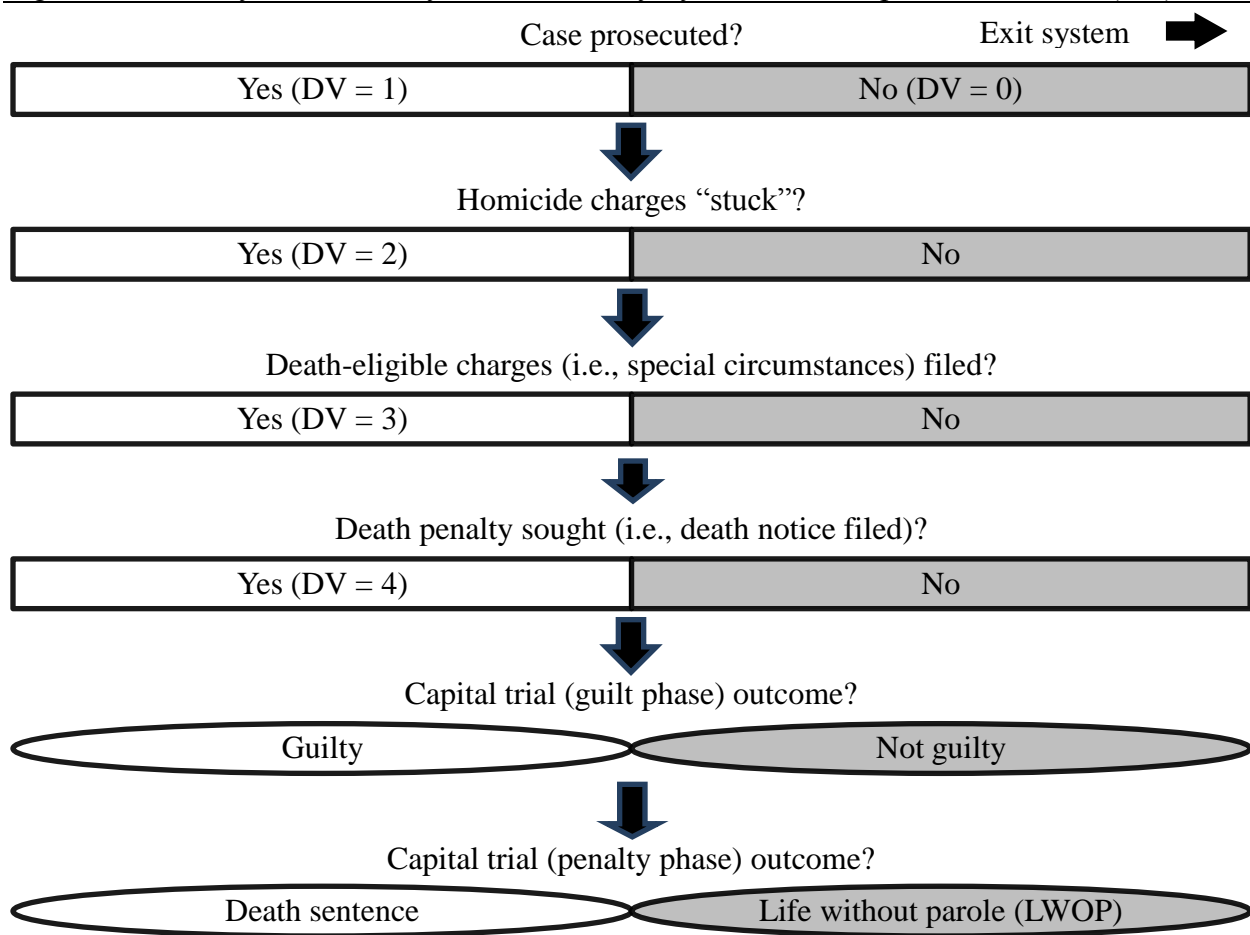 Case prosecuted? Exit system
Yes (DV = 1) No (DV = 0)
Homicide charges “stuck”?
Yes (DV = 2) No
Death-eligible charges (i.e., special circumstances) filed?
Yes (DV = 3) No
Death penalty sought (i.e., death notice filed)?
Yes (DV = 4) No
Capital trial (guilt phase) outcome?
Guilty Not guilty
Capital trial (penalty phase) outcome?
Death sentence Life without parole (LWOP)